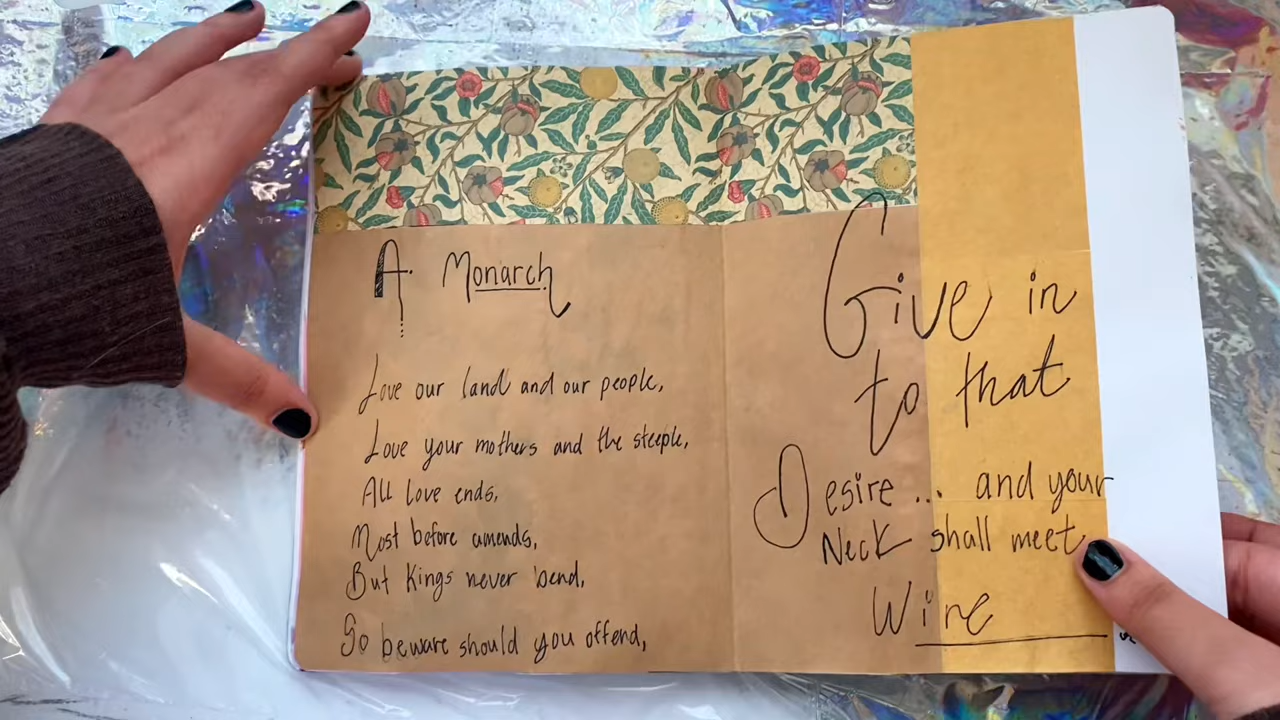 A Monarch
Love our land and our people,
Love your mothers and the steeple,
All love ends,
Most before amends,
But Kings never bend,
So beware should you offend,
Give in
to that
Desire... and your
Neck shall meet
Wire